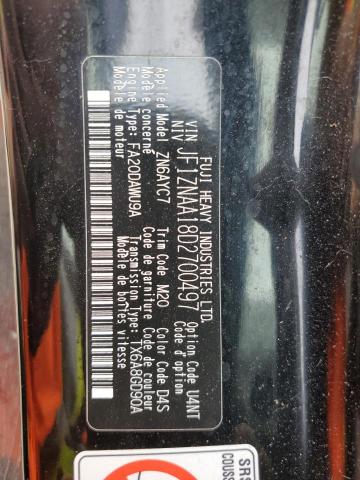 FUJI HEAVY INDUSTRIES LTD.
VIN
NIV JF1ZNAA18D2700497
Option Code U4NT
Code d'option
Applied Model ZN6AYC7 Trim Code M20 Color Code D4S
Modèle concerné Code de garniture Code de couleur
Engine Type: FA20DAWU9A Transmission Type: TX6A8GU90A
Modèle de moteur Modèle de boîtes vitesse
SRS
COUSS